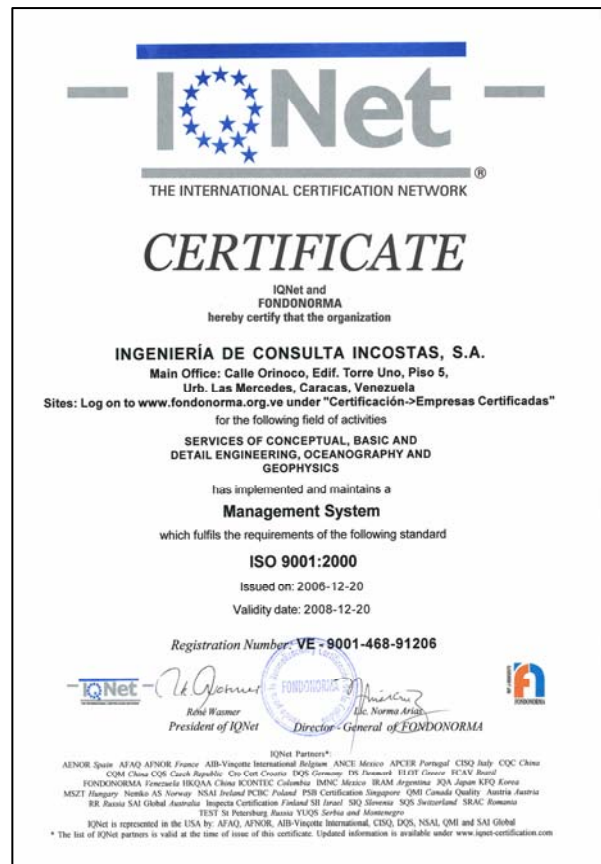 IQNet
®
THE INTERNATIONAL CERTIFICATION NETWORK
CERTIFICATE
IQNet and
FONDONORMA
hereby certify that the organization
INGENIERÍA DE CONSULTA INCOSTAS, S.A.
Main Office: Calle Orinoco, Edif. Torre Uno, Piso 5,
Urb. Las Mercedes, Caracas, Venezuela
Sites: Log on to www.fondonorma.org.ve under "Certificación->Empresas Certificadas"
for the following field of activities
SERVICES OF CONCEPTUAL, BASIC AND
DETAIL ENGINEERING, OCEANOGRAPHY AND
GEOPHYSICS
has implemented and maintains a
Management System
which fulfils the requirements of the following standard
ISO 9001:2000
Issued on: 2006-12-20
Validity date: 2008-12-20
Registration Number: VE - 9001-468-91206
IQNet
FONDONORMA
FONDONORMA
René Wasmer
Lic. Norma Arias
President of IQNet
Director - General of FONDONORMA
IQNet Partners*:
AENOR Spain AFAQ AFNOR France AIB-Vinçotte International Belgium ANCE Mexico APCER Portugal CISQ Italy CQC China
CQM China CQS Czech Republic Cro Cert Croatia DQS Germany DS Denmark ELOT Greece FCAV Brazil
FONDONORMA Venezuela HKQAA China ICONTEC Colombia IMNC Mexico IRAM Argentina JQA Japan KFQ Korea
MSZT Hungary Nemko AS Norway NSAI Ireland PCBC Poland PSB Certification Singapore QMI Canada Quality Austria Austria
RR Russia SAI Global Australia Inspecta Certification Finland SII Israel SIQ Slovenia SQS Switzerland SRAC Romania
TEST St Petersburg Russia YUQS Serbia and Montenegro
IQNet is represented in the USA by: AFAQ, AFNOR, AIB-Vinçotte International, CISQ, DQS, NSAI, QMI and SAI Global
* The list of IQNet partners is valid at the time of issue of this certificate. Updated information is available under www.iqnet-certification.com